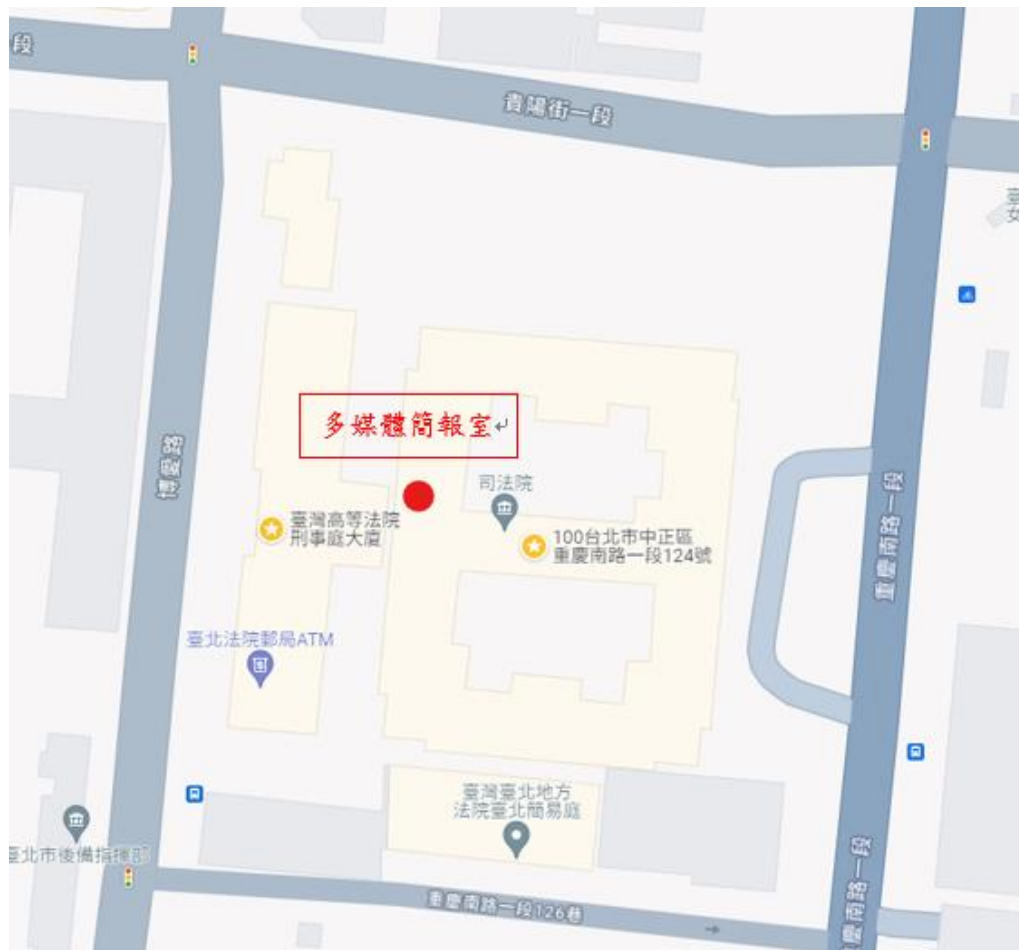 段
貴陽街一段
臺
女
多媒體簡報室↵
博愛路
司法院
臺灣高等法院
刑事庭大廈
100台北市中正區
重慶南路一段124號
重慶南路一段
臺北法院郵局ATM
臺灣臺北地方
法院臺北簡易庭
臺北市後備指揮部
重慶南路一段126巷
重慶南路一段